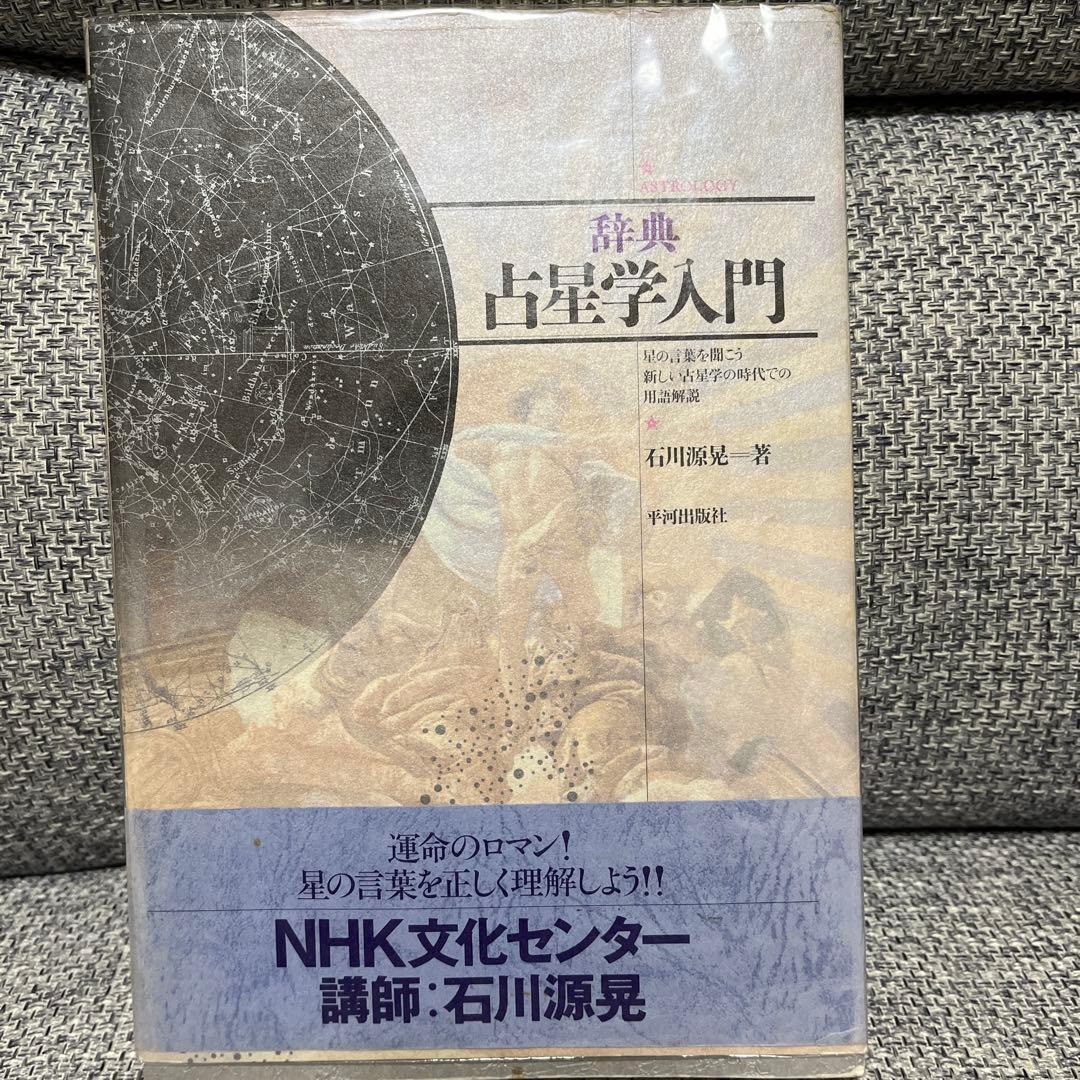 ASTROLOGY
辞典
占星学入門
星の言葉を聞こう
新しい占星学の時代での
用語解説
石川源晃=著
平河出版社
Wallfisch
運命のロマン!
星の言葉を正しく理解しよう!!
NHK文化センター
講師:石川源晃